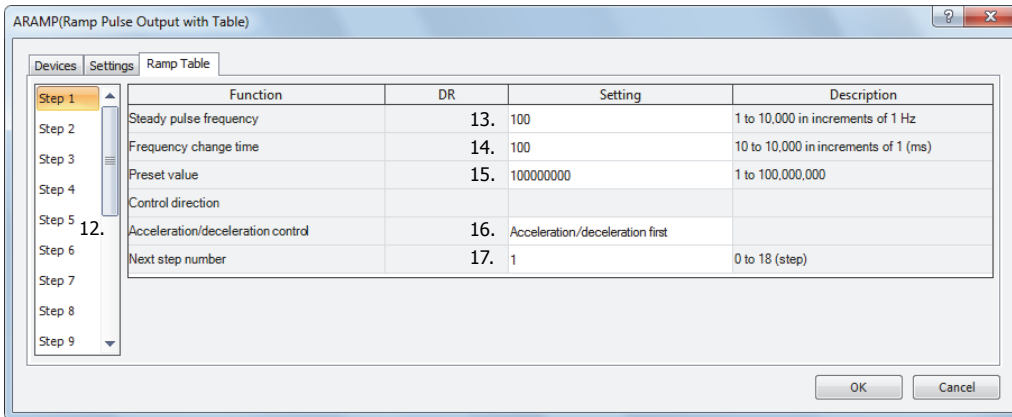 ARAMP(Ramp Pulse Output with Table)
? X
Devices Settings Ramp Table
Function DR Setting Description
Step 1
Step 2
Step 3
Step 4
Step 5
12.
Step 6
Step 7
Step 8
Step 9
Steady pulse frequency 13. 100 1 to 10,000 in increments of 1 Hz
Frequency change time 14. 100 10 to 10,000 in increments of 1 (ms)
Preset value 15. 100000000 1 to 100,000,000
Control direction
Acceleration/deceleration control 16. Acceleration/deceleration first
Next step number 17. 1 0 to 18 (step)
OK Cancel